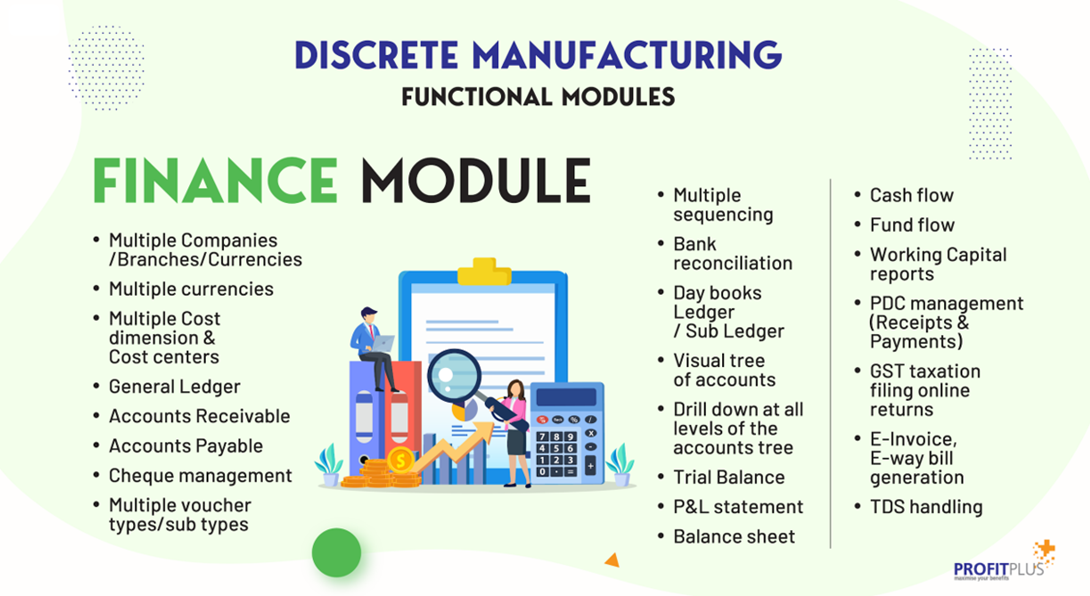 DISCRETE MANUFACTURING
FUNCTIONAL MODULES
FINANCE MODULE
• Multiple Companies
/Branches/Currencies
• Multiple currencies
• Multiple Cost
dimension &
Cost centers
• General Ledger
• Accounts Receivable
• Accounts Payable
• Cheque management
• Multiple voucher
types/sub types
• Multiple
sequencing
• Bank
reconciliation
• Day books
Ledger
/ Sub Ledger
• Visual tree
of accounts
• Drill down at all
levels of the
accounts tree
• Trial Balance
• P&L statement
• Balance sheet
• Cash flow
• Fund flow
• Working Capital
reports
• PDC management
(Receipts &
Payments)
• GST taxation
filing online
returns
• E-Invoice,
E-way bill
generation
• TDS handling
$
7 8 9
4 5 6
1 2 3
0 . =
PROFITPLUS
maximise your benefits